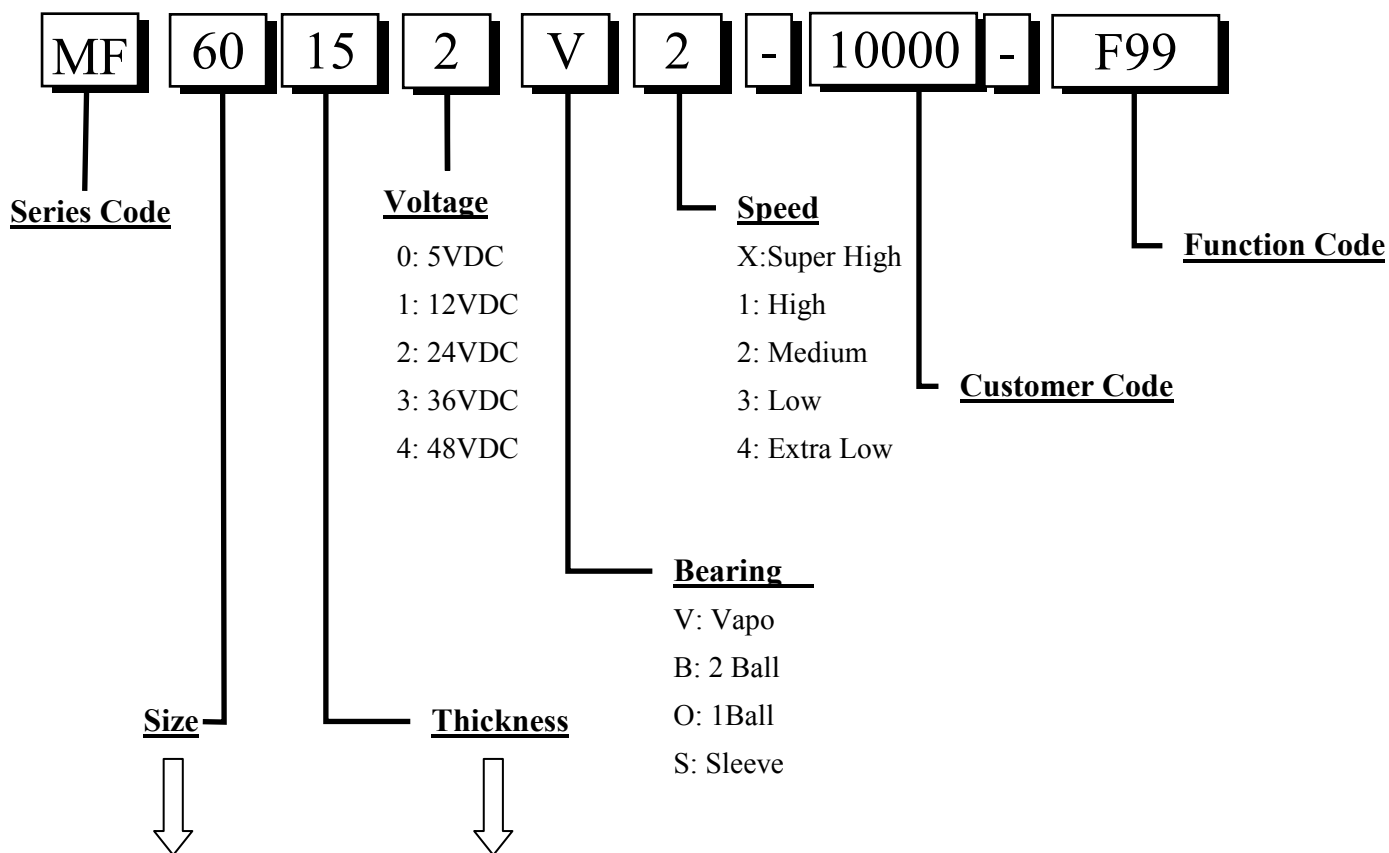 MF 60 15 2 V 2 - 10000 - F99
Series Code
Voltage
0: 5VDC
1: 12VDC
2: 24VDC
3: 36VDC
4: 48VDC
Speed
X:Super High
1: High
2: Medium
3: Low
4: Extra Low
Function Code
Customer Code
Bearing
V: Vapo
B: 2 Ball
O: 1Ball
S: Sleeve
Size
Thickness